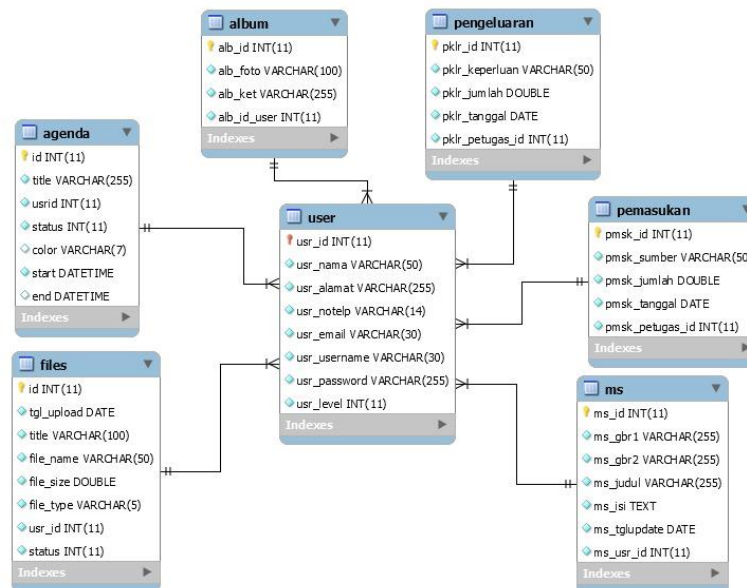 album
alb_id INT(11)
alb_foto VARCHAR(100)
alb_ket VARCHAR(255)
alb_id_user INT(11)
Indexes
pengeluaran
pklr_id INT(11)
pklr_keperluan VARCHAR(50)
pklr_jumlah DOUBLE
pklr_tanggal DATE
pklr_petugas_id INT(11)
Indexes
agenda
id INT(11)
title VARCHAR(255)
usrid INT(11)
status INT(11)
color VARCHAR(7)
start DATETIME
end DATETIME
Indexes
user
usr_id INT(11)
usr_nama VARCHAR(50)
usr_alamat VARCHAR(255)
usr_notelp VARCHAR(14)
usr_email VARCHAR(30)
usr_username VARCHAR(30)
usr_password VARCHAR(255)
usr_level INT(11)
Indexes
pemasukan
pmsk_id INT(11)
pmsk_sumber VARCHAR(50
pmsk_jumlah DOUBLE
pmsk_tanggal DATE
pmsk_petugas_id INT(11)
Indexes
files
id INT(11)
tgl_upload DATE
title VARCHAR(100)
file_name VARCHAR(50)
file_size DOUBLE
file_type VARCHAR(5)
usr_id INT(11)
status INT(11)
Indexes
ms
ms_id INT(11)
ms_gbr1 VARCHAR(255)
ms_gbr2 VARCHAR(255)
ms_judul VARCHAR(255)
ms_isi TEXT
ms_tglupdate DATE
ms_usr_id INT(11)
Indexes